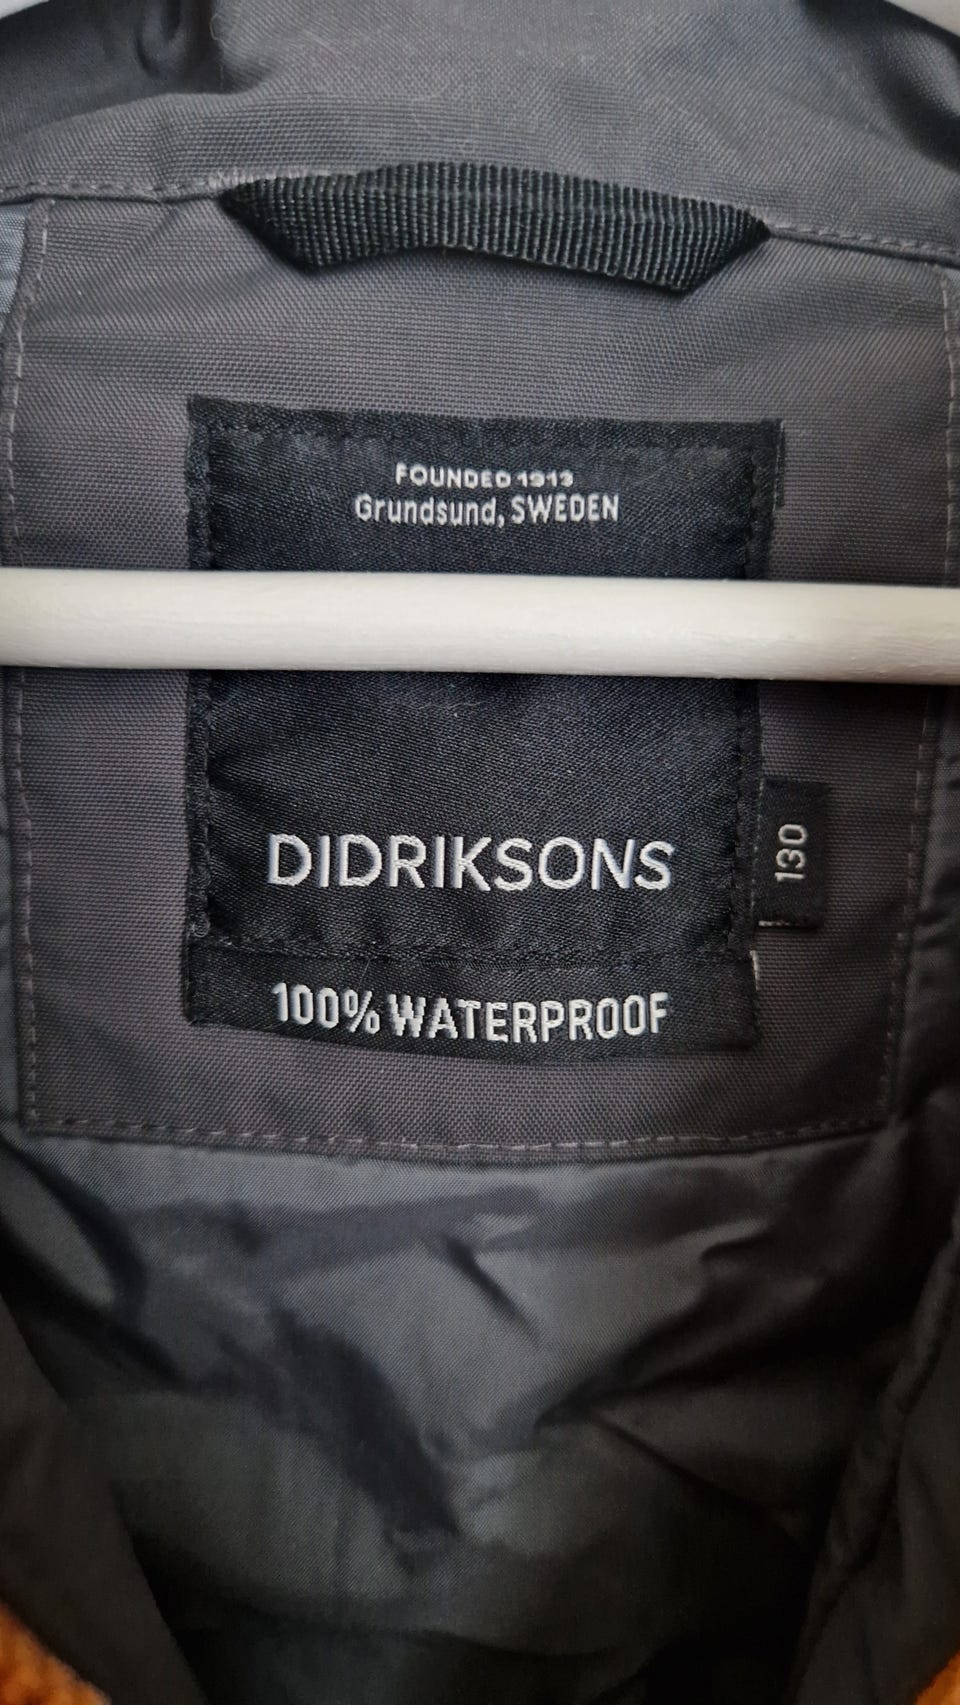 FOUNDED 1913
Grundsund, SWEDEN
DIDRIKSONS
130
100% WATERPROOF